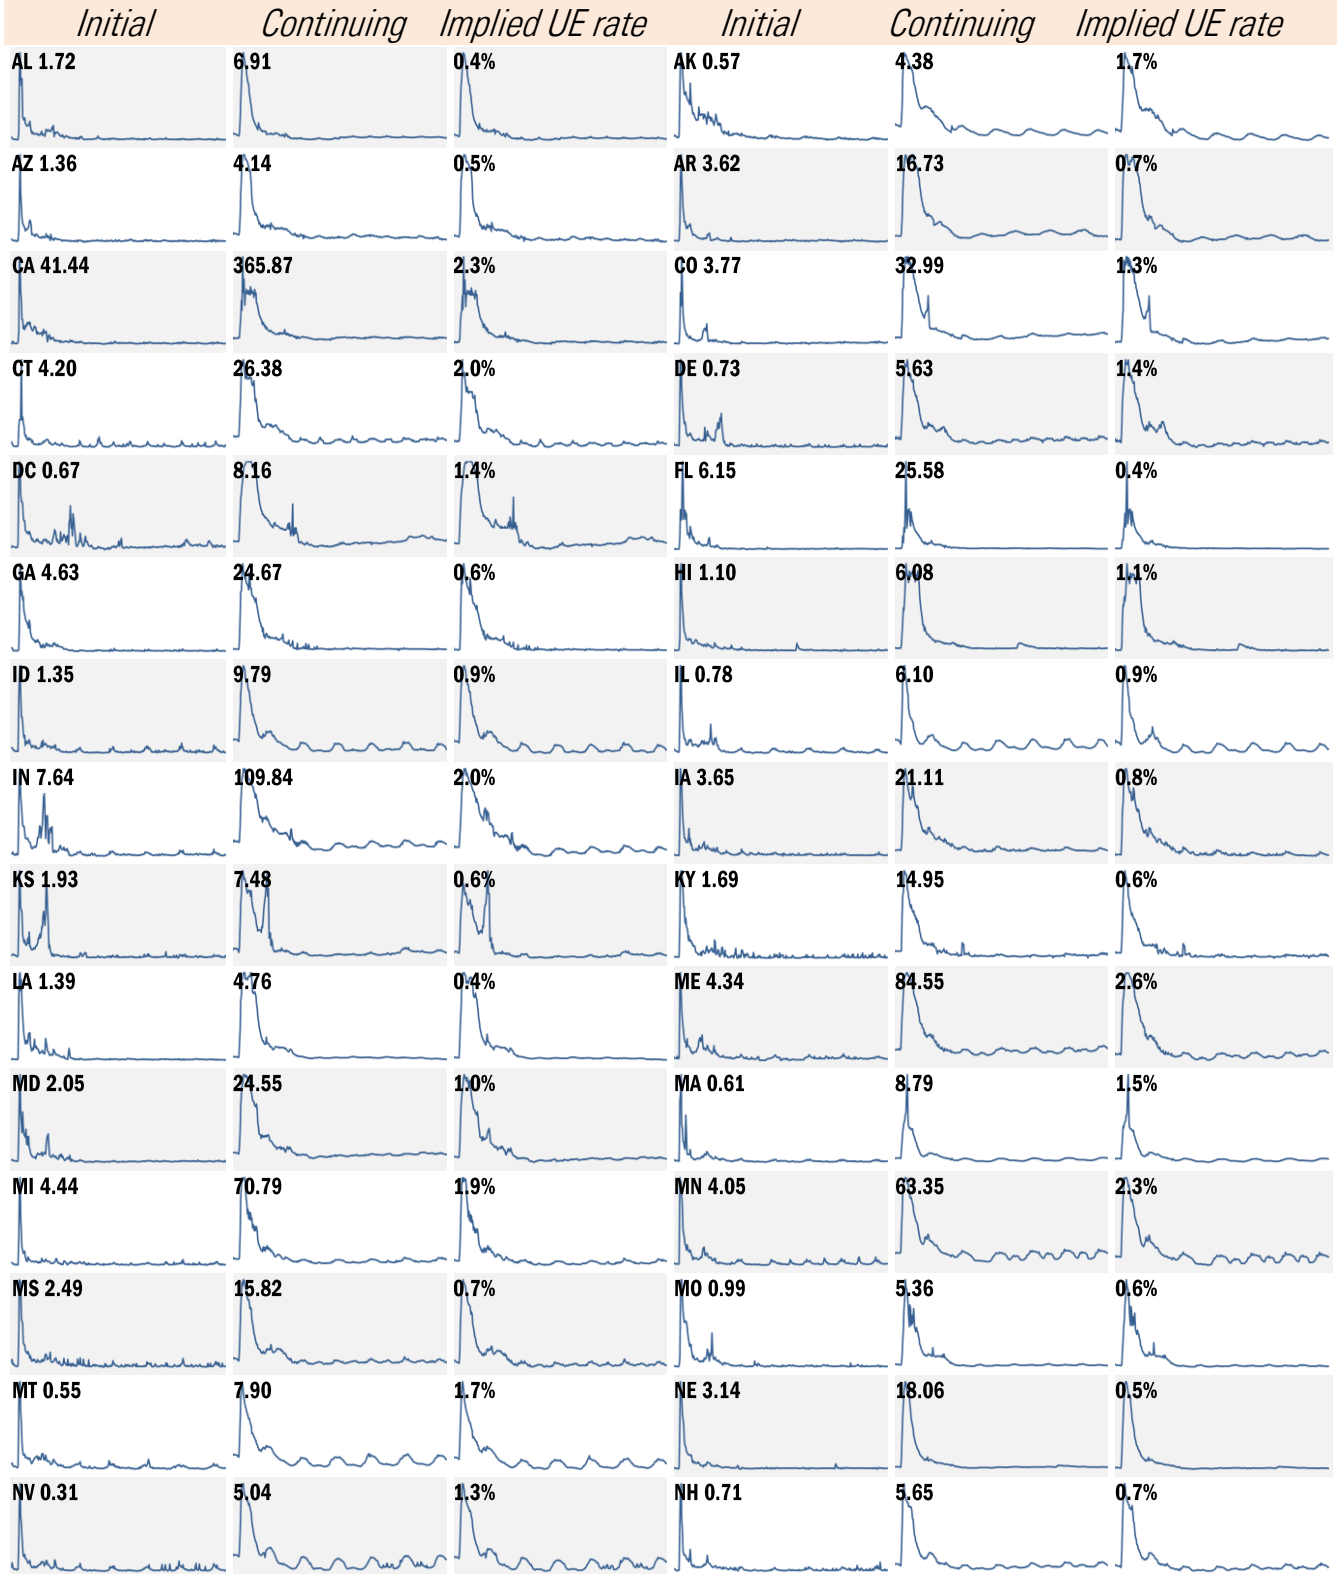 Initial Continuing Implied UE rate Initial Continuing Implied UE rate
AL 1.72 6.91 0.4% AK 0.57 4.38 1.7%
AZ 1.36 4.14 0.5% AR 3.62 16.73 0.7%
CA 41.44 365.87 2.3% CO 3.77 32.99 1.3%
CT 4.20 26.38 2.0% DE 0.73 5.63 1.4%
DC 0.67 8.16 1.4% FL 6.15 25.58 0.4%
GA 4.63 24.67 0.6% HI 1.10 6.08 1.1%
ID 1.35 9.79 0.9% IL 0.78 6.10 0.9%
IN 7.64 109.84 2.0% IA 3.65 21.11 0.8%
KS 1.93 7.48 0.6% KY 1.69 14.95 0.6%
LA 1.39 4.76 0.4% ME 4.34 84.55 2.6%
MD 2.05 24.55 1.0% MA 0.61 8.79 1.5%
MI 4.44 70.79 1.9% MN 4.05 63.35 2.3%
MS 2.49 15.82 0.7% MO 0.99 5.36 0.6%
MT 0.55 7.90 1.7% NE 3.14 18.06 0.5%
NV 0.31 5.04 1.3% NH 0.71 5.65 0.7%